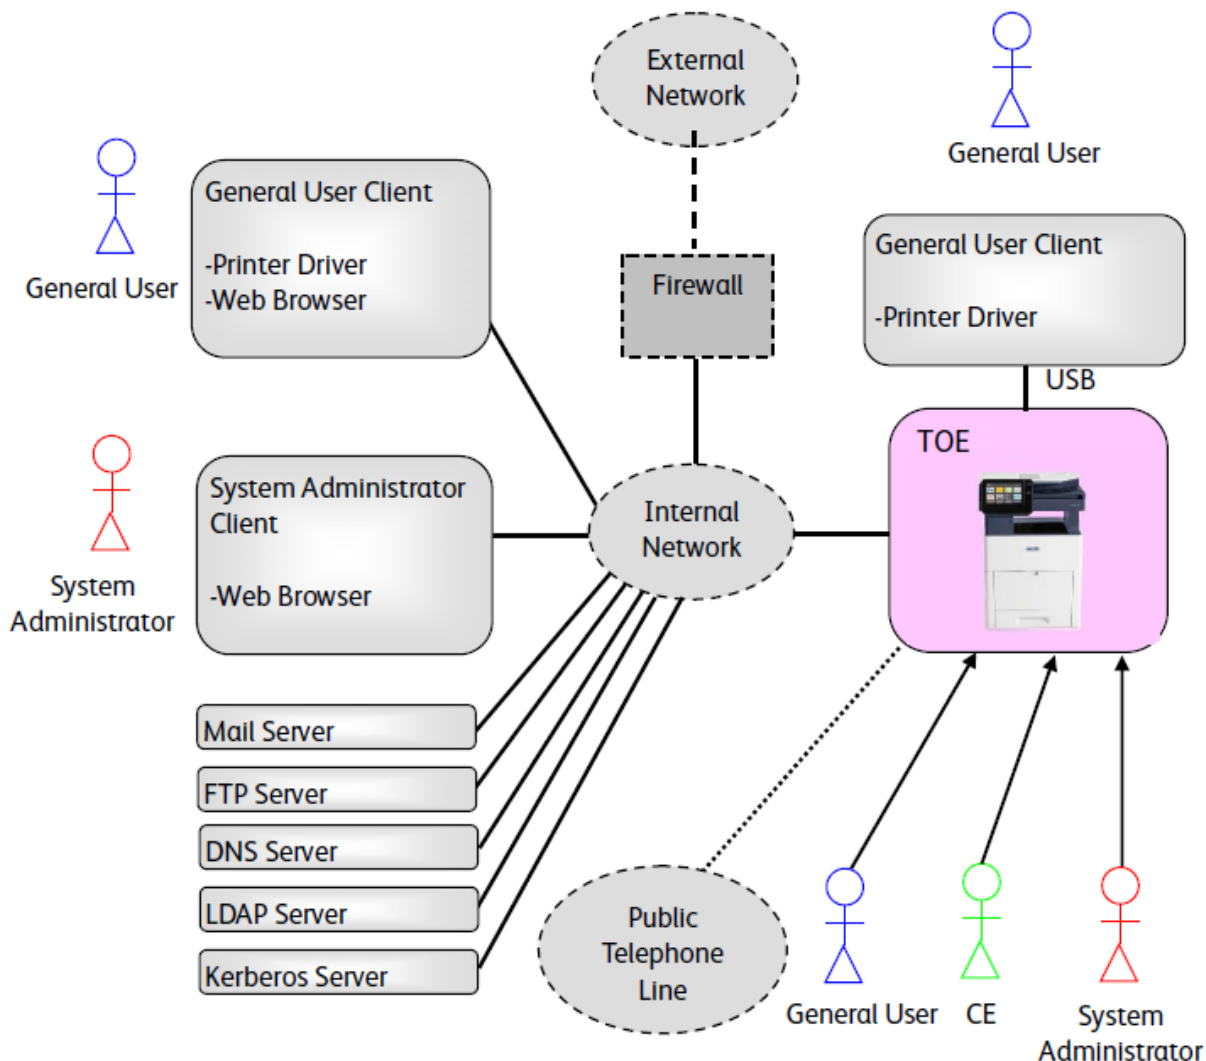 External
Network
General User
General User Client
-Printer Driver
-Web Browser
General User
Firewall
General User Client
-Printer Driver
USB
TOE
System Administrator
Client
-Web Browser
System
Administrator
Internal
Network
Mail Server
FTP Server
DNS Server
LDAP Server
Kerberos Server
Public
Telephone
Line
General User
CE
System
Administrator